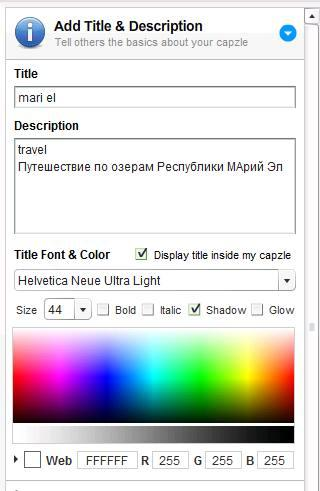 Add Title & Description
Tell others the basics about your capzle
Title
mari el
Description
travel
Путешествие по озерам Республики МАрий Эл
Title Font & Color Display title inside my capzle
Helvetica Neue Ultra Light
Size 44 Bold Italic Shadow Glow
Web FFFFFF R 255 G 255 B 255